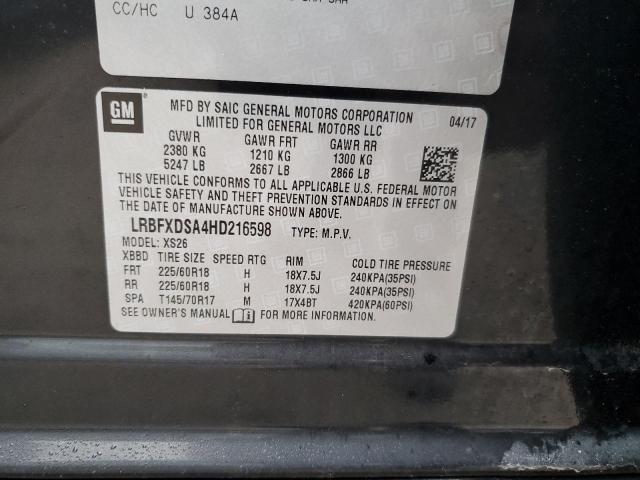 CC/HC U 384A
GM
MFD BY SAIC GENERAL MOTORS CORPORATION
LIMITED FOR GENERAL MOTORS LLC
04/17
GVWR GAWR FRT GAWR RR
2380 KG 1210 KG 1300 KG
5247 LB 2667 LB 2866 LB
THIS VEHICLE CONFORMS TO ALL APPLICABLE U.S. FEDERAL MOTOR
VEHICLE SAFETY AND THEFT PREVENTION STANDARDS IN EFFECT ON
THE DATE OF MANUFACTURE SHOWN ABOVE.
LRBFXDSA4HD216598 TYPE: M.P.V.
MODEL: XS26
XBBD TIRE SIZE SPEED RTG RIM COLD TIRE PRESSURE
FRT 225/60R18 H 18X7.5J 240KPA(35PSI)
RR 225/60R18 H 18X7.5J 240KPA(35PSI)
SPA T145/70R17 M 17X4BT 420KPA(60PSI)
SEE OWNER'S MANUAL FOR MORE INFORMATION.